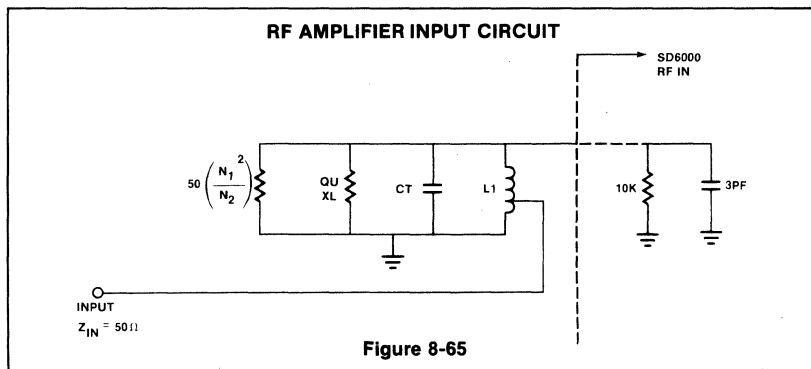 RF AMPLIFIER INPUT CIRCUIT
SD6000
RF IN
50 (N₁/N₂)²
QU
XL
CT
L1
10K
3PF
INPUT
Z_IN = 50Ω
Figure 8-65